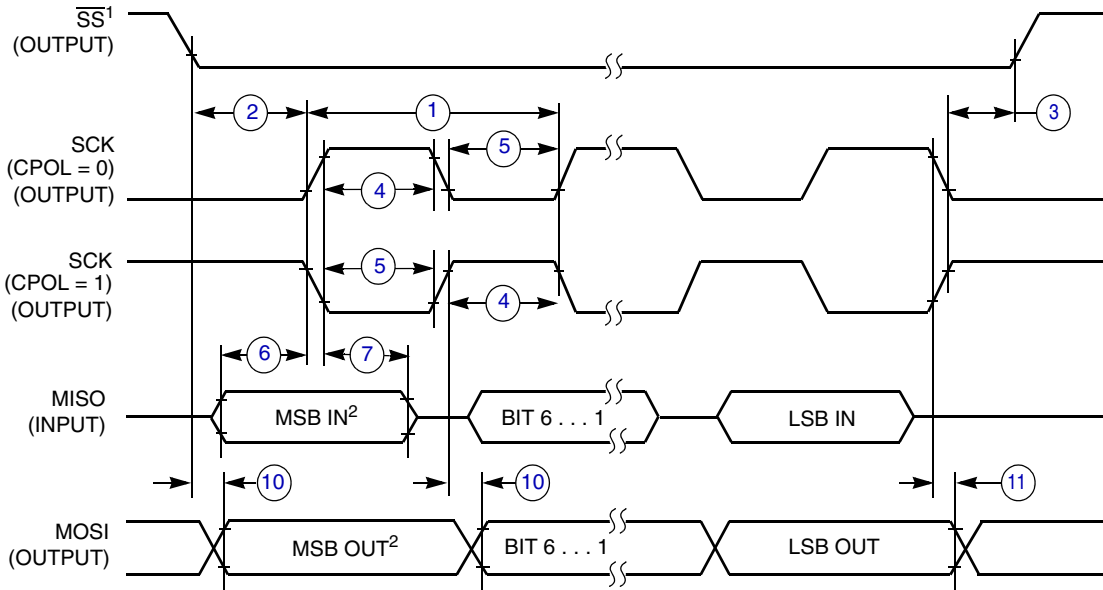 SS¹
(OUTPUT)
2
1
3
SCK
(CPOL = 0)
(OUTPUT)
5
4
SCK
(CPOL = 1)
(OUTPUT)
5
4
6
7
MISO
(INPUT)
MSB IN²
BIT 6 . . . 1
LSB IN
10
10
11
MOSI
(OUTPUT)
MSB OUT²
BIT 6 . . . 1
LSB OUT